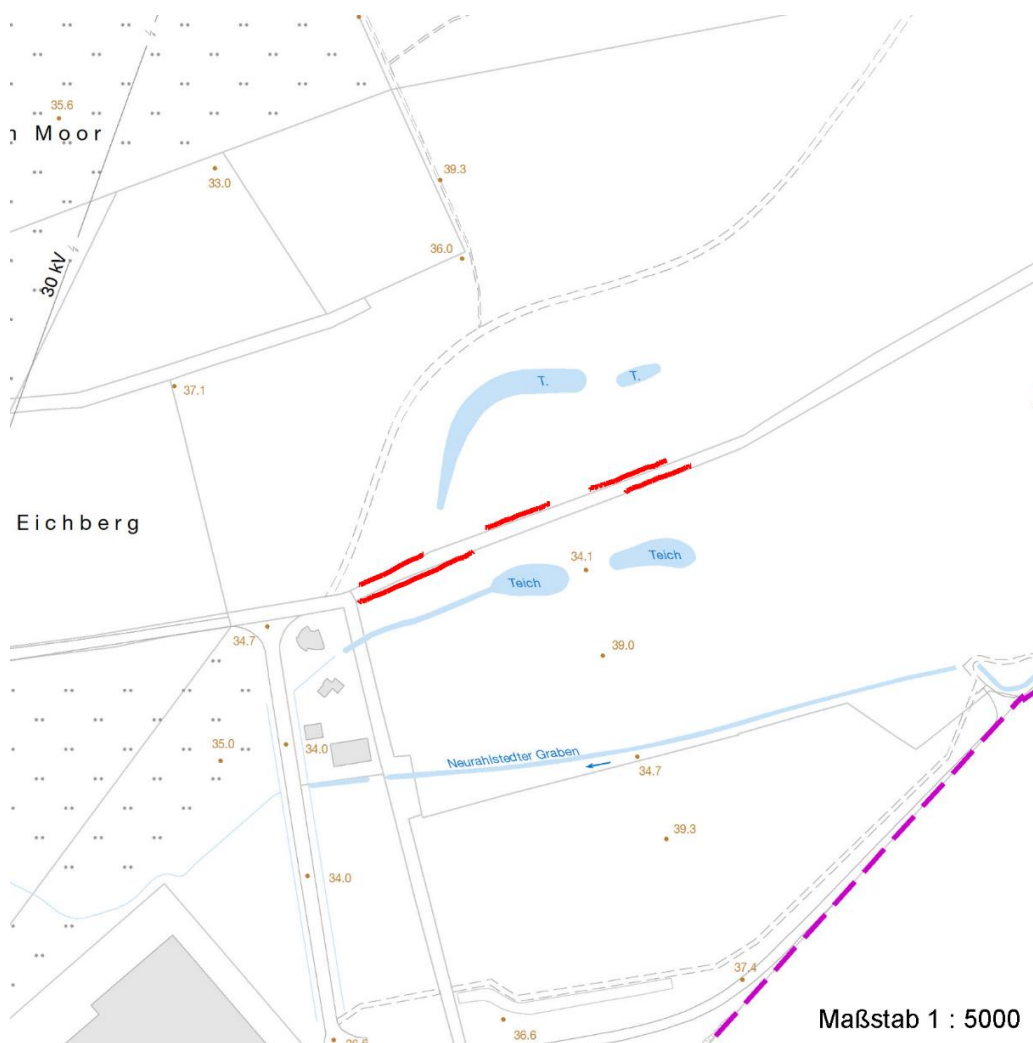 35.6
n Moor
33.0
39.3
36.0
30 kV
T.
T.
37.1
Eichberg
34.1
Teich
Teich
34.7
39.0
35.0
34.0
Neurahlstedter Graben
34.7
39.3
34.0
37.4
36.6
36.6
Maßstab 1 : 5000